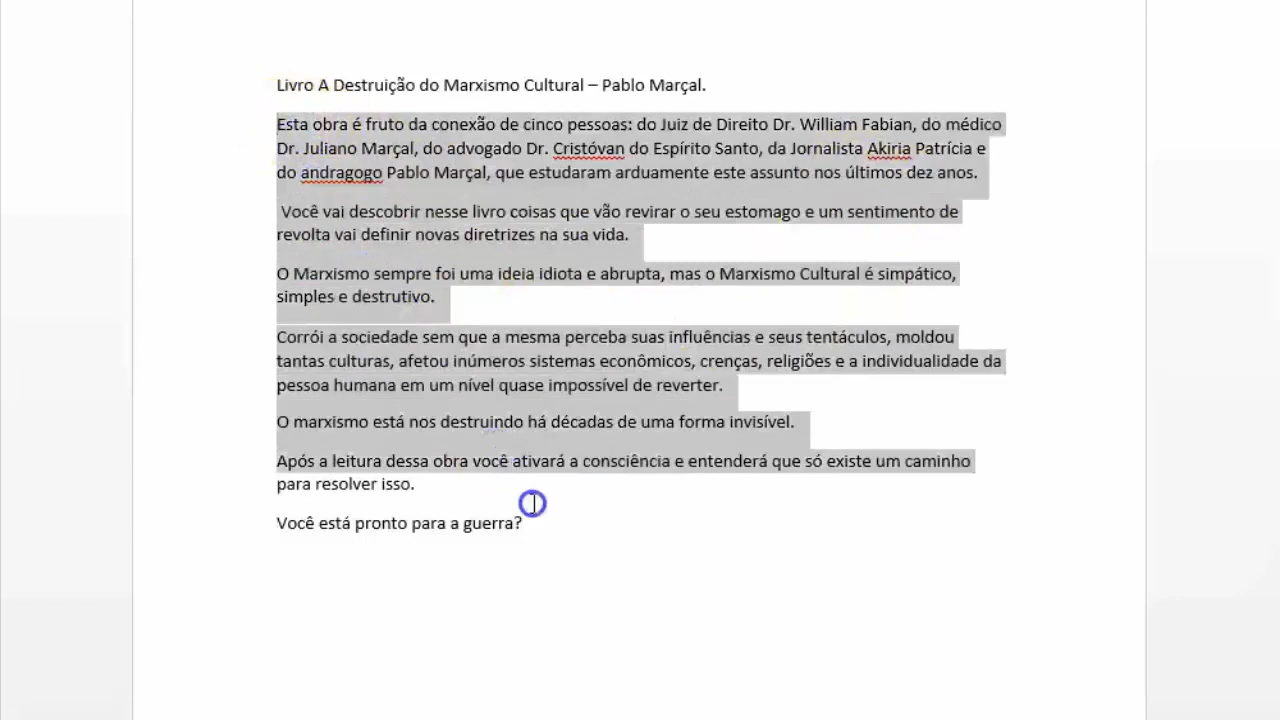 Livro A Destruição do Marxismo Cultural – Pablo Marçal.
Esta obra é fruto da conexão de cinco pessoas: do Juiz de Direito Dr. William Fabian, do médico
Dr. Juliano Marçal, do advogado Dr. Cristóvan do Espírito Santo, da Jornalista Akiria Patrícia e
do andragogo Pablo Marçal, que estudaram arduamente este assunto nos últimos dez anos.
Você vai descobrir nesse livro coisas que vão revirar o seu estomago e um sentimento de
revolta vai definir novas diretrizes na sua vida.
O Marxismo sempre foi uma ideia idiota e abrupta, mas o Marxismo Cultural é simpático,
simples e destrutivo.
Corrói a sociedade sem que a mesma perceba suas influências e seus tentáculos, moldou
tantas culturas, afetou inúmeros sistemas econômicos, crenças, religiões e a individualidade da
pessoa humana em um nível quase impossível de reverter.
O marxismo está nos destruindo há décadas de uma forma invisível.
Após a leitura dessa obra você ativará a consciência e entenderá que só existe um caminho
para resolver isso.
Você está pronto para a guerra?